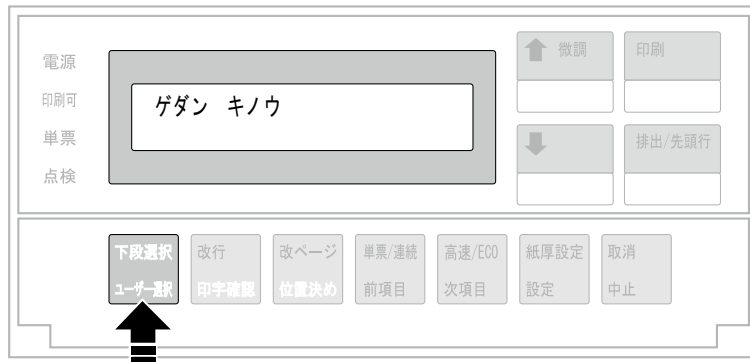 電源
印刷可
単票
点検
ゲダン キノウ
微調
印刷
排出/先頭行
下段選択
ユーザー選択
改行
印字確認
改ページ
位置決め
単票/連続
前項目
高速/ECO
次項目
紙厚設定
設定
取消
中止